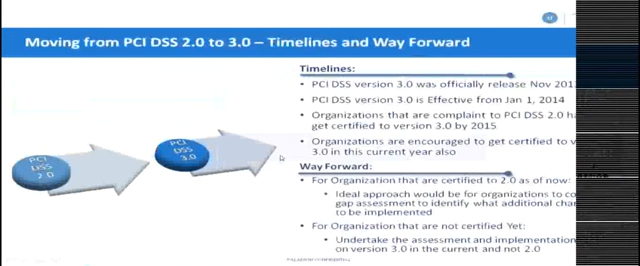 Moving from PCI DSS 2.0 to 3.0 – Timelines and Way Forward
Timelines:
PCI DSS version 3.0 was officially release Nov 201
PCI DSS version 3.0 is Effective from Jan 1, 2014
Organizations that are complaint to PCI DSS 2.0 ha
get certified to version 3.0 by 2015
Organizations are encouraged to get certified to v
3.0 in this current year also
Way Forward:
For Organization that are certified to 2.0 as of now:
Ideal approach would be for organizations to co
gap assessment to identify what additional cha
to be implemented
For Organization that are not certified Yet:
Undertake the assessment and implementation
on version 3.0 in the current and not 2.0
PCI
DSS
2.0
PCI
DSS
3.0